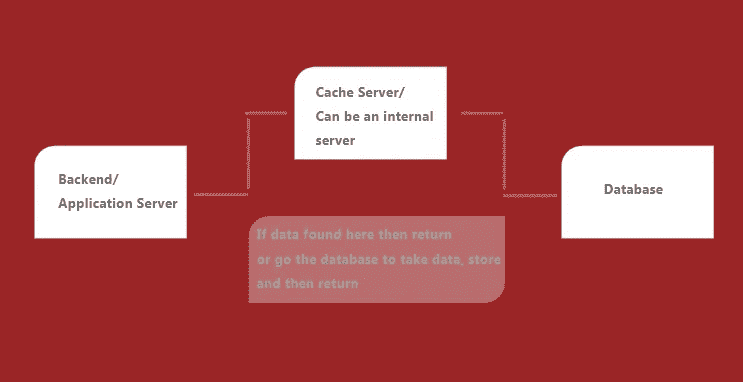 Cache Server/
Can be an internal
server
Backend/
Application Server
Database
If data found here then return
or go the database to take data, store
and then return